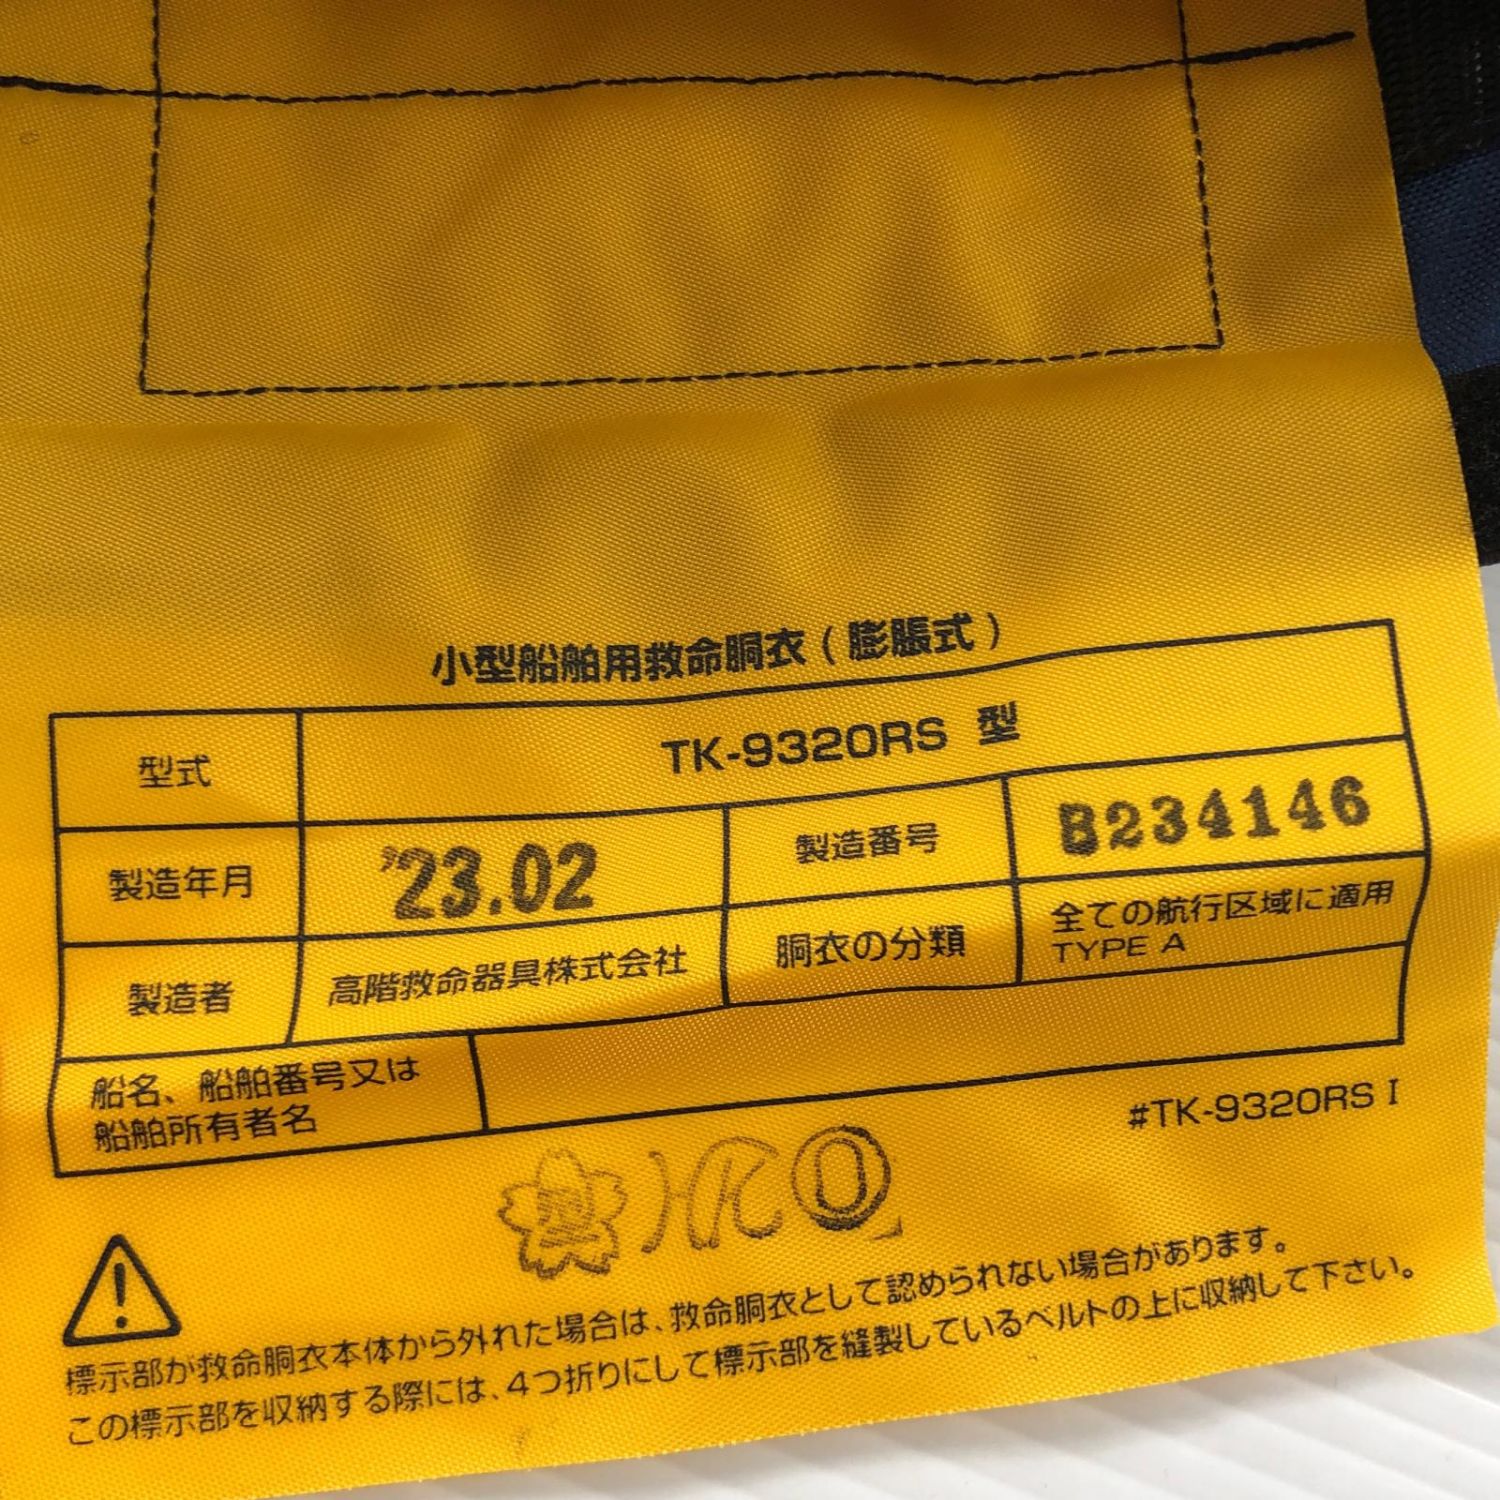 小型船舶用救命胴衣(膨脹式)
型式 TK-9320RS 型
製造年月 '23.02 製造番号 B234146
製造者 高階救命器具株式会社 胴衣の分類 全ての航行区域に適用
TYPE A
船名、船舶番号又は
船舶所有者名
#TK-9320RS I
標示部が救命胴衣本体から外れた場合は、救命胴衣として認められない場合があります。
この標示部を収納する際には、4つ折りにして標示部を縫製しているベルトの上に収納して下さい。